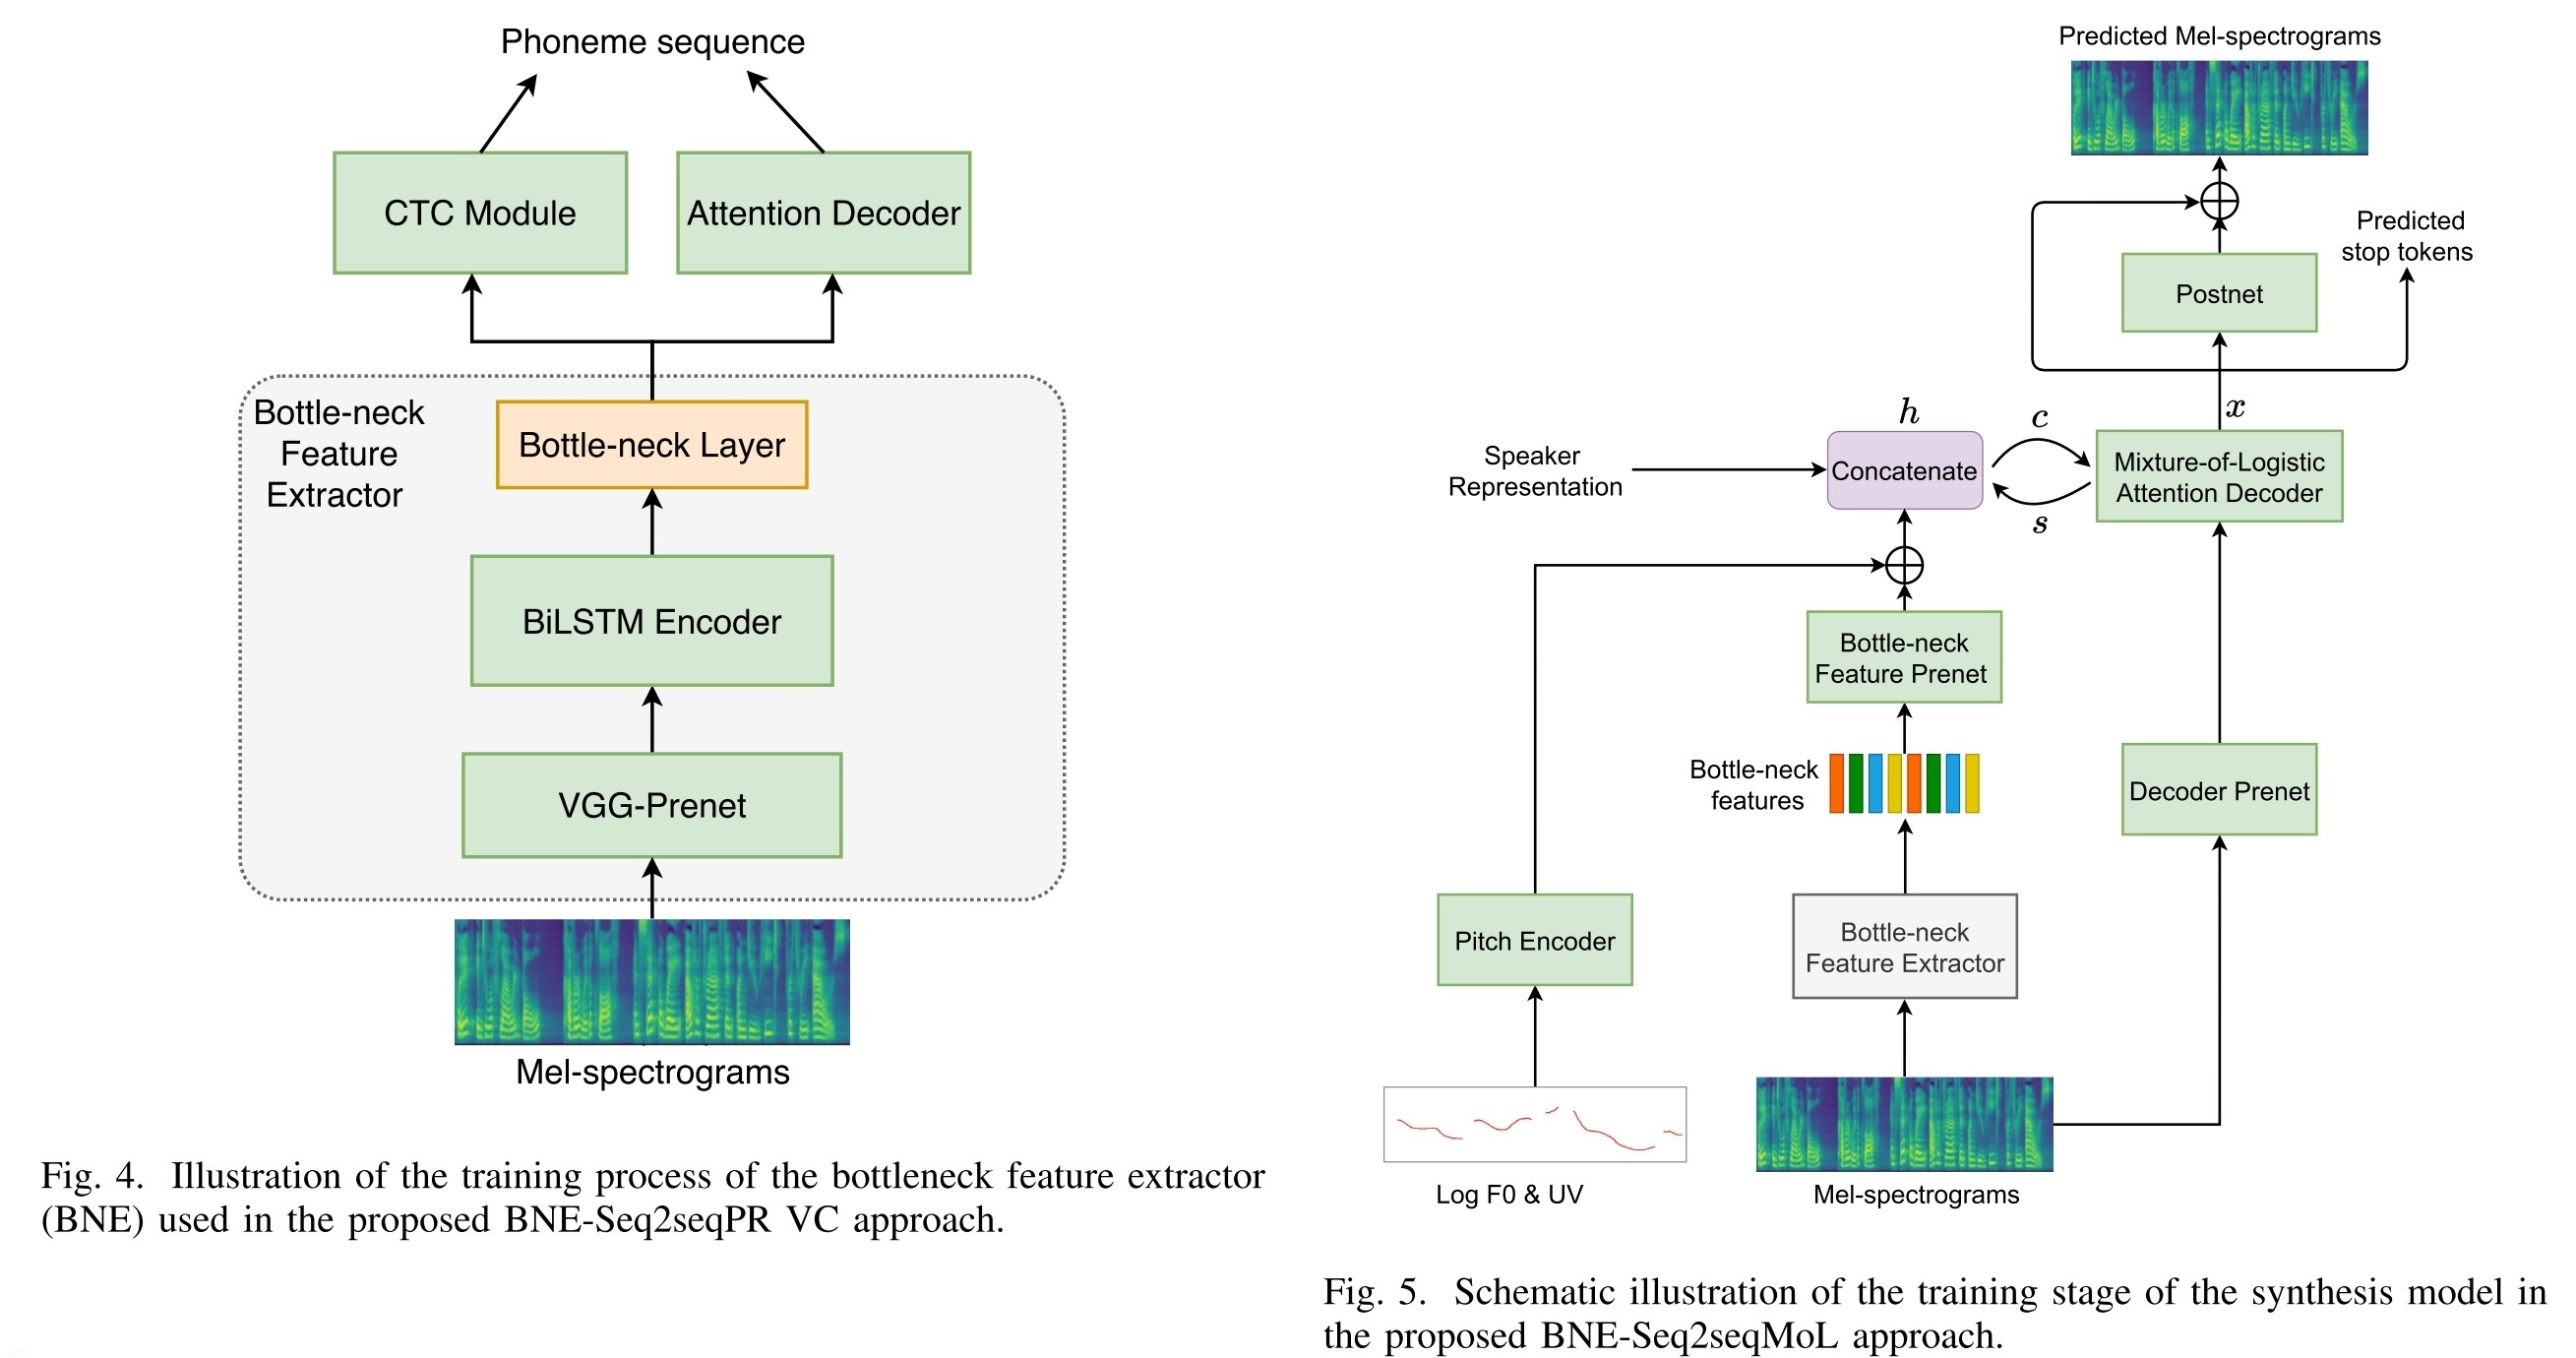 Phoneme sequence
CTC Module
Attention Decoder
Bottle-neck
Feature
Extractor
Bottle-neck Layer
BiLSTM Encoder
VGG-Prenet
Mel-spectrograms
Fig. 4. Illustration of the training process of the bottleneck feature extractor
(BNE) used in the proposed BNE-Seq2seqPR VC approach.
Predicted Mel-spectrograms
Predicted
stop tokens
Postnet
x
h
c
Speaker
Representation
Concatenate
Mixture-of-Logistic
Attention Decoder
s
Bottle-neck
Feature Prenet
Bottle-neck
features
Decoder Prenet
Pitch Encoder
Bottle-neck
Feature Extractor
Log F0 & UV
Mel-spectrograms
Fig. 5. Schematic illustration of the training stage of the synthesis model in
the proposed BNE-Seq2seqMoL approach.